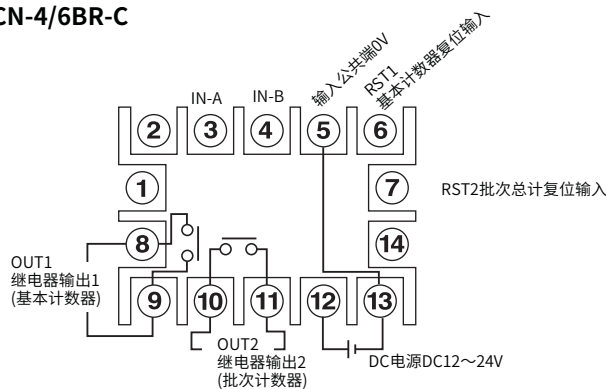 CN-4/6BR-C
IN-A
IN-B
输入公共端0V
RST1
基本计数器复位输入
2
3
4
5
6
1
7
RST2批次总计复位输入
8
14
OUT1
继电器输出1
(基本计数器)
9
10
11
12
13
OUT2
继电器输出2
(批次计数器)
DC电源DC12～24V